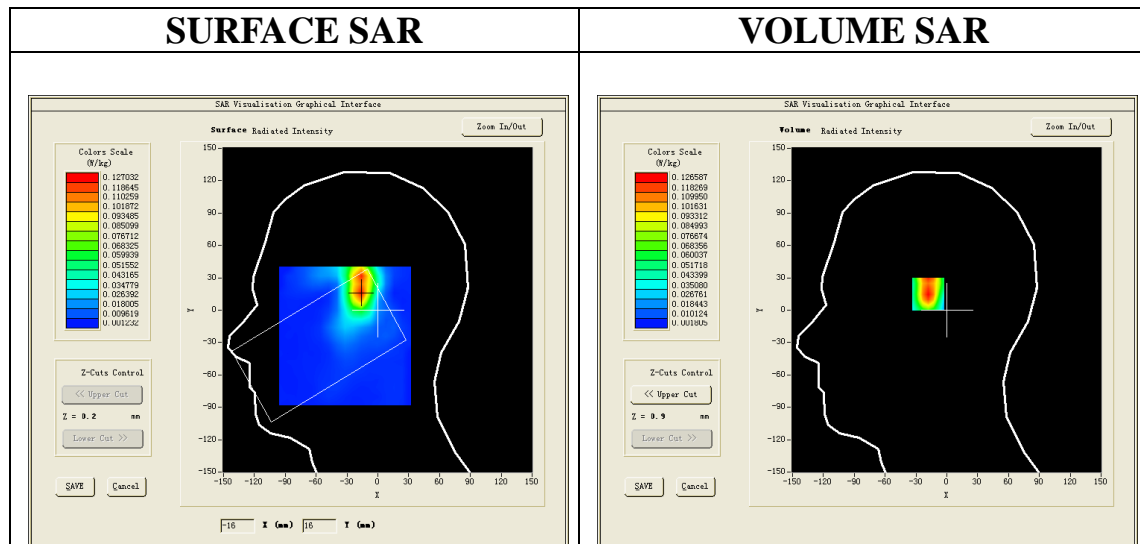 SURFACE SAR
VOLUME SAR
SAR Visualisation Graphical Interface
Surface Radiated Intensity
Zoom In/Out
Colors Scale
(W/kg)
0.127032
0.118645
0.110259
0.101872
0.093485
0.085099
0.076712
0.068325
0.059939
0.051552
0.043165
0.034779
0.026392
0.018005
0.009619
0.001232
150
120
90
60
30
0
-30
-60
-90
-120
-150
Y
-150 -120 -90 -60 -30 0 30 60 90 120 150
X
Z-Cuts Control
<< Upper Cut
Z = 0.2 mm
Lower Cut >>
SAVE
Cancel
-16 X (mm) 16 Y (mm)
SAR Visualisation Graphical Interface
Volume Radiated Intensity
Zoom In/Out
Colors Scale
(W/kg)
0.126587
0.118269
0.109950
0.101631
0.093312
0.084993
0.076674
0.068356
0.060037
0.051718
0.043399
0.035080
0.026761
0.018443
0.010124
0.001805
150
120
90
60
30
0
-30
-60
-90
-120
-150
Y
-150 -120 -90 -60 -30 0 30 60 90 120 150
X
Z-Cuts Control
<< Upper Cut
Z = 0.9 mm
Lower Cut >>
SAVE
Cancel